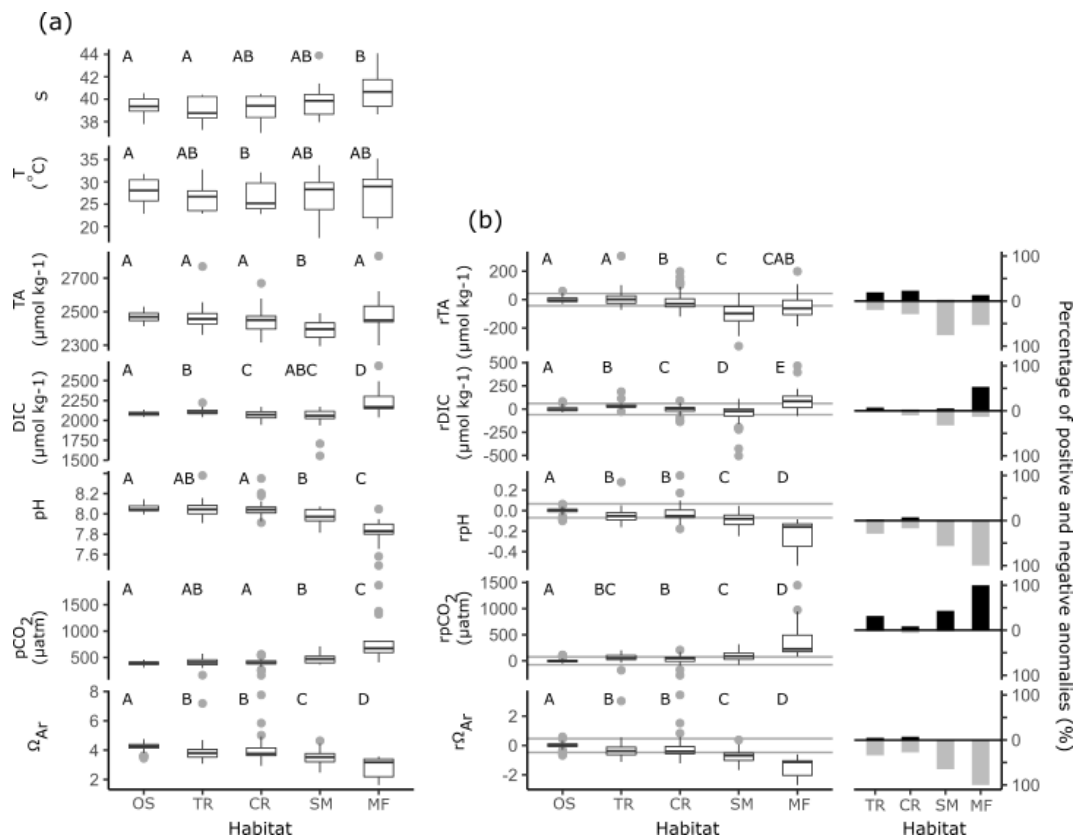 (a)
A A AB AB B
44
42
40
38
S
A AB B AB AB
35
30
25
20
T
(°C)
A A A B A
2700
2500
2300
TA
(μmol kg-1)
A B C ABC D
2500
2250
2000
1750
1500
DIC
(μmol kg-1)
A AB A B C
8.2
8.0
7.8
7.6
pH
A AB A B C
1500
1000
500
pCO2
(μatm)
A B B C D
8
6
4
2
ΩAr
OS TR CR SM MF
Habitat
(b)
A A B C CAB
200
0
-200
rTA
(μmol kg-1)
100
0
100
A B C D E
500
250
0
-250
-500
rDIC
(μmol kg-1)
100
0
100
A B B C D
0.2
0.0
-0.2
-0.4
rpH
100
0
100
A BC B C D
1500
1000
500
0
rpCO2
(μatm)
100
0
100
A B B C D
2
0
-2
rΩAr
100
0
100
OS TR CR SM MF
Habitat
TR CR SM MF
Habitat
Percentage of positive and negative anomalies (%)